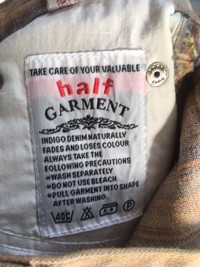 TAKE CARE OF YOUR VALUABLE
half
GARMENT
INDIGO DENIM NATURALLY
FADES AND LOSES COLOUR
ALWAYS TAKE THE
FOLLOWING PRECAUTIONS
*WASH SEPARATELY
*DO NOT USE BLEACH
*PULL GARMENT INTO SHAPE
AFTER WASHING
40C
P